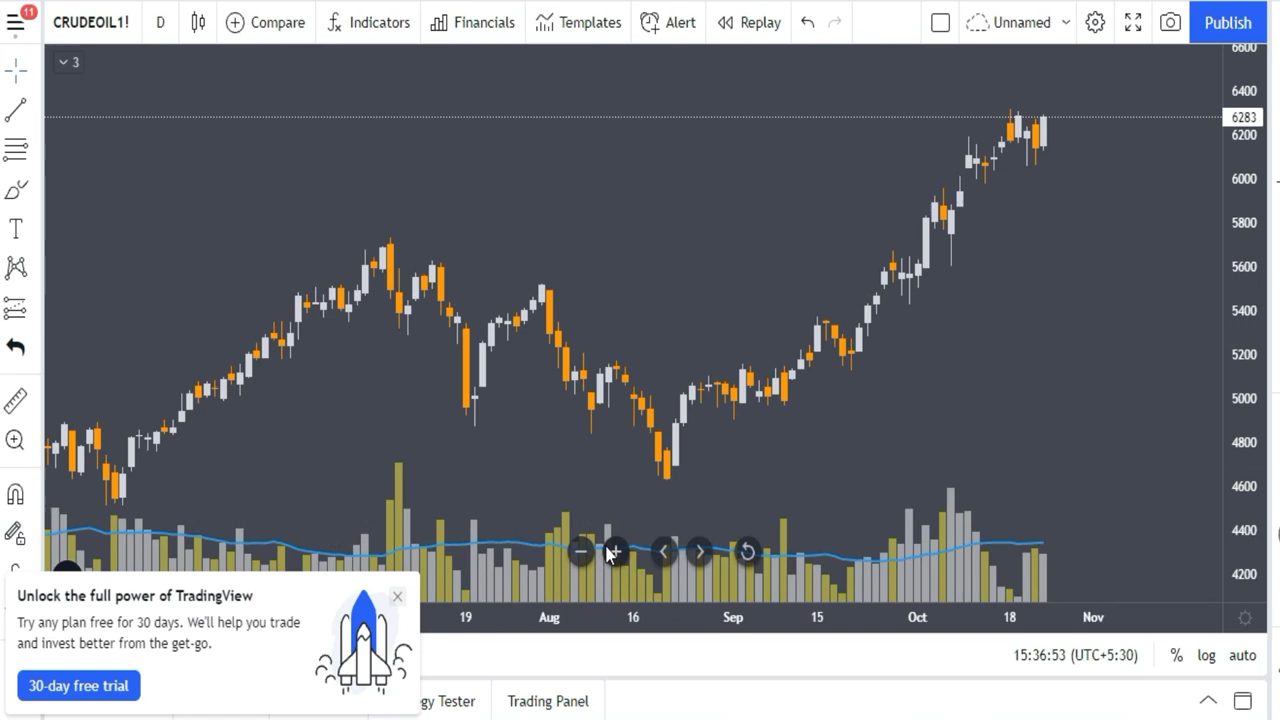 11
CRUDEOIL1! D Compare Indicators Financials Templates Alert Replay Unnamed Publish
3
6600
6400
6283
6200
6000
5800
5600
5400
5200
5000
4800
4600
4400
4200
19 Aug 16 Sep 15 Oct 18 Nov
Unlock the full power of TradingView
Try any plan free for 30 days. We'll help you trade
and invest better from the get-go.
30-day free trial
15:36:53 (UTC+5:30) % log auto
gy Tester Trading Panel